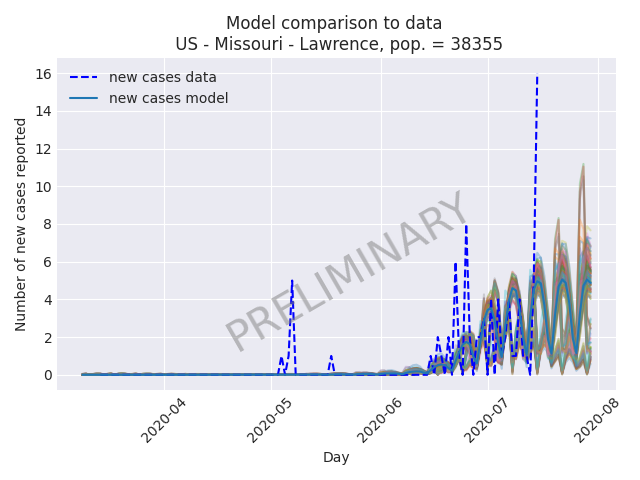 Model comparison to data
US - Missouri - Lawrence, pop. = 38355
new cases data
new cases model
Number of new cases reported
16
14
12
10
8
6
4
2
0
PRELIMINARY
2020-04
2020-05
2020-06
2020-07
2020-08
Day